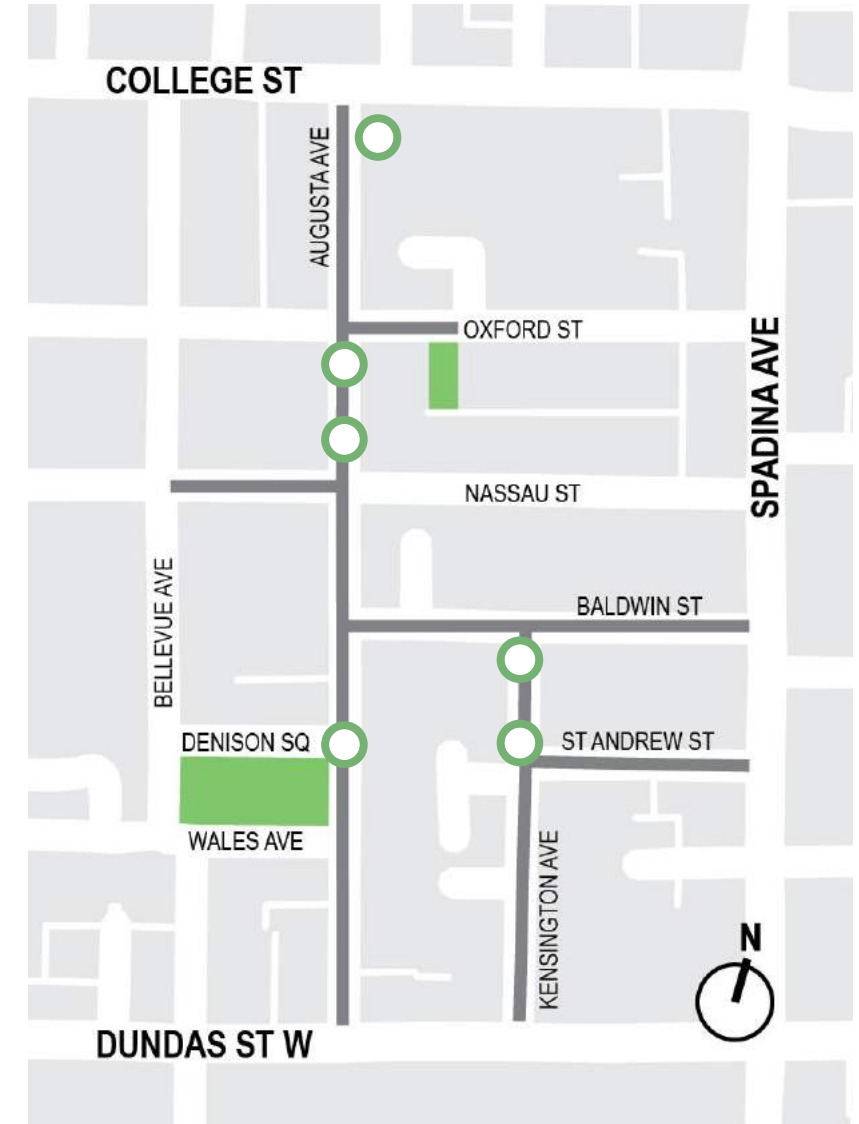 COLLEGE ST
AUGUSTA AVE
OXFORD ST
SPADINA AVE
NASSAU ST
BELLEVUE AVE
BALDWIN ST
DENISON SQ
ST ANDREW ST
WALES AVE
KENSINGTON AVE
N
DUNDAS ST W